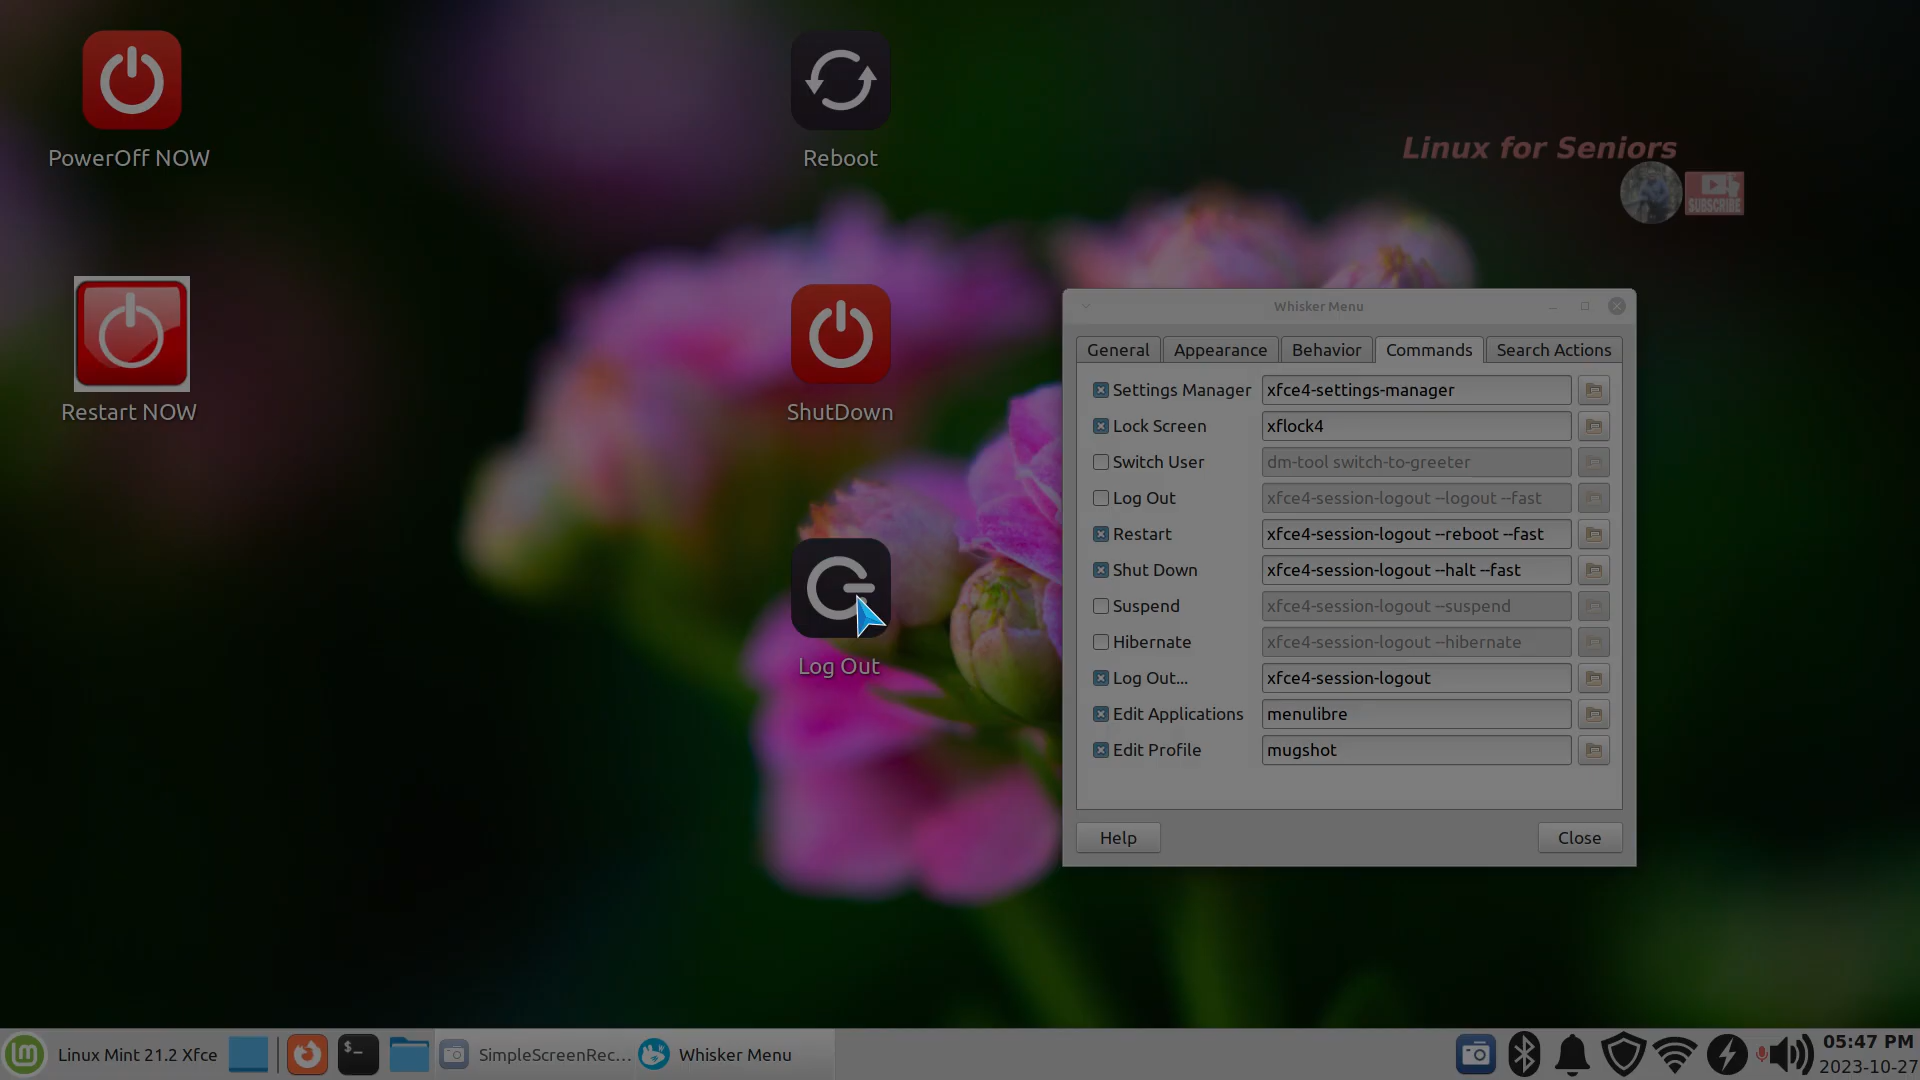 PowerOff NOW
Reboot
Linux for Seniors
SUBSCRIBE
Restart NOW
ShutDown
Log Out
Whisker Menu
General
Appearance
Behavior
Commands
Search Actions
Settings Manager xfce4-settings-manager
Lock Screen xflock4
Switch User dm-tool switch-to-greeter
Log Out xfce4-session-logout --logout --fast
Restart xfce4-session-logout --reboot --fast
Shut Down xfce4-session-logout --halt --fast
Suspend xfce4-session-logout --suspend
Hibernate xfce4-session-logout --hibernate
Log Out... xfce4-session-logout
Edit Applications menulibre
Edit Profile mugshot
Help
Close
Linux Mint 21.2 Xfce
SimpleScreenRec...
Whisker Menu
05:47 PM
2023-10-27